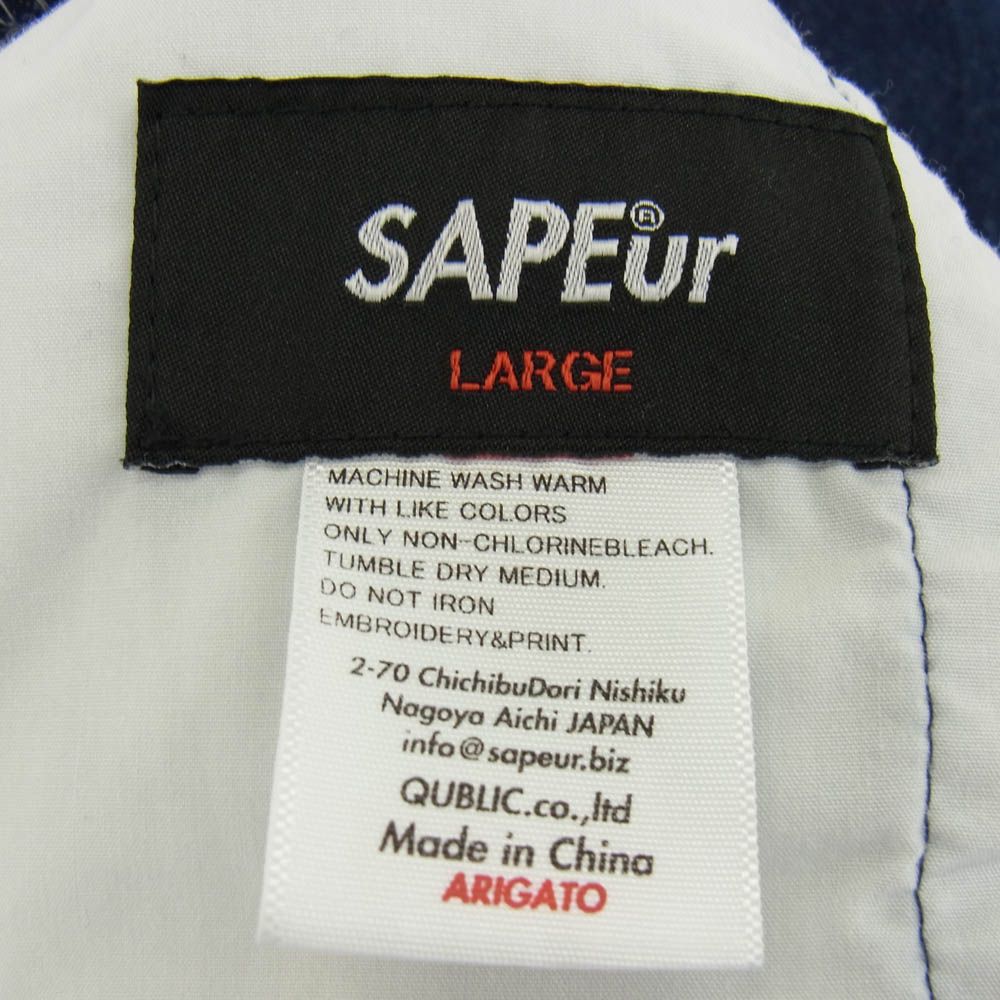 SAPEur®
LARGE
MACHINE WASH WARM
WITH LIKE COLORS
ONLY NON-CHLORINEBLEACH.
TUMBLE DRY MEDIUM.
DO NOT IRON
EMBROIDERY&PRINT.
2-70 ChichibuDori Nishiku
Nagoya Aichi JAPAN
info@sapeur.biz
QUBLIC.co.,ltd
Made in China
ARIGATO